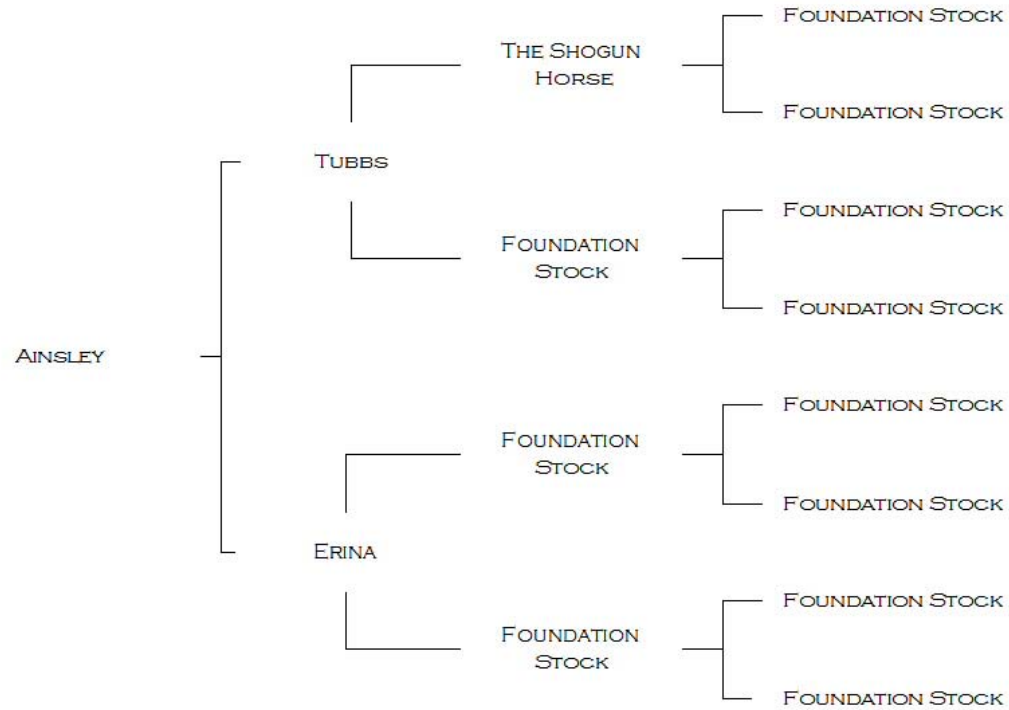 Foundation Stock
The Shogun
Horse
Foundation Stock
Tubbs
Foundation Stock
Foundation
Stock
Foundation Stock
Ainsley
Foundation Stock
Foundation
Stock
Foundation Stock
Erina
Foundation Stock
Foundation
Stock
Foundation Stock